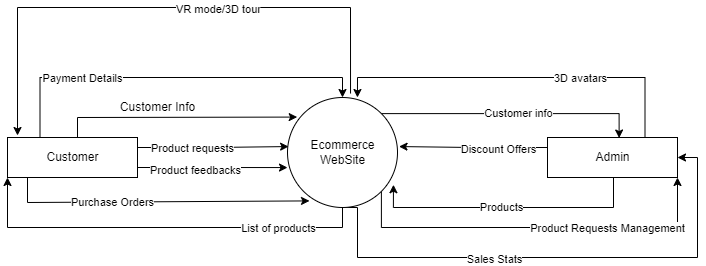 VR mode/3D tour
Payment Details
3D avatars
Customer Info
Customer info
Ecommerce
WebSite
Product requests
Discount Offers
Customer
Admin
Product feedbacks
Purchase Orders
Products
List of products
Product Requests Management
Sales Stats